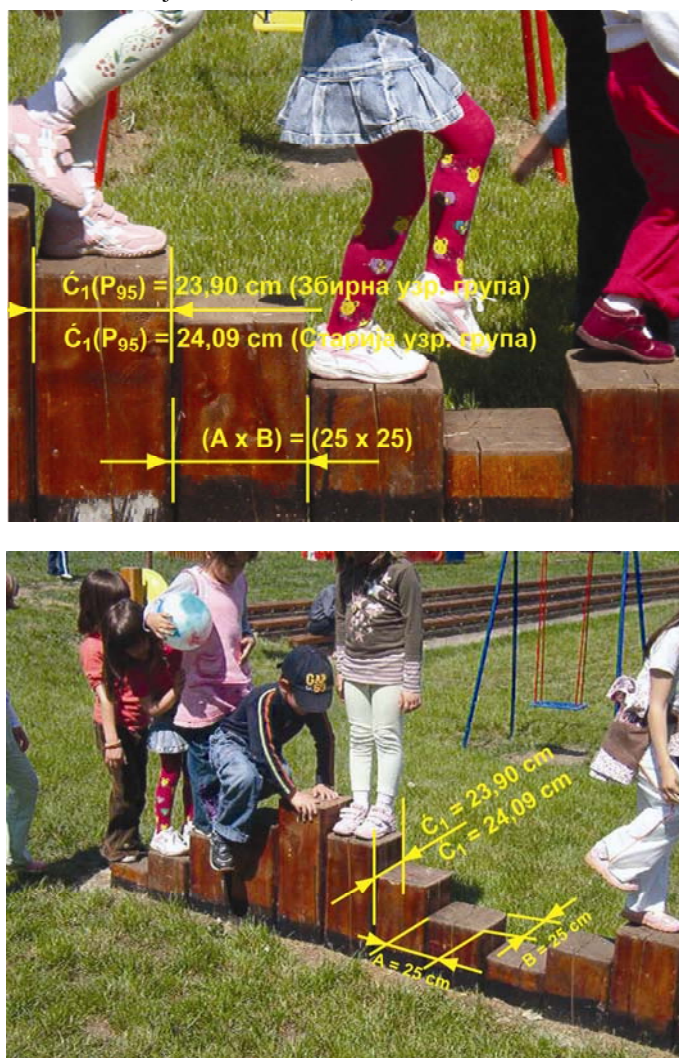 Ć₁(P₉₅) = 23,90 cm (Збирна узр. група)
Ć₁(P₉₅) = 24,09 cm (Старија узр. група)
(A x B) = (25 x 25)
GAP
Ć₁ = 23,90 cm
Ć₁ = 24,09 cm
A = 25 cm
B = 25 cm